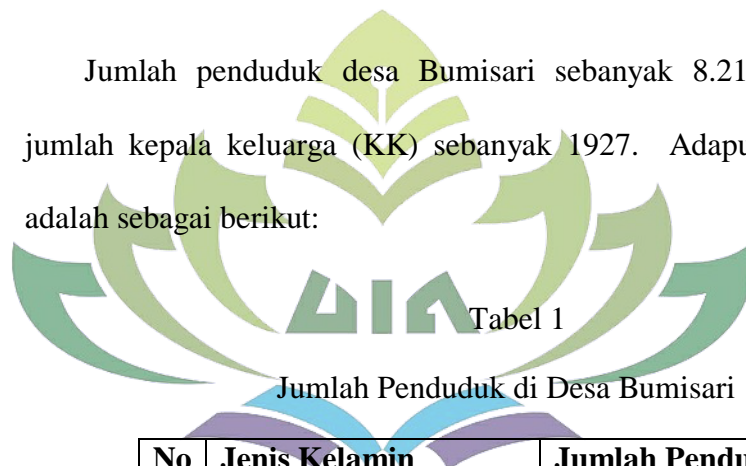 Jumlah penduduk desa Bumisari sebanyak 8.21
jumlah kepala keluarga (KK) sebanyak 1927. Adapu
adalah sebagai berikut:
UIN
Tabel 1
Jumlah Penduduk di Desa Bumisari
No Jenis Kelamin Jumlah Pendu